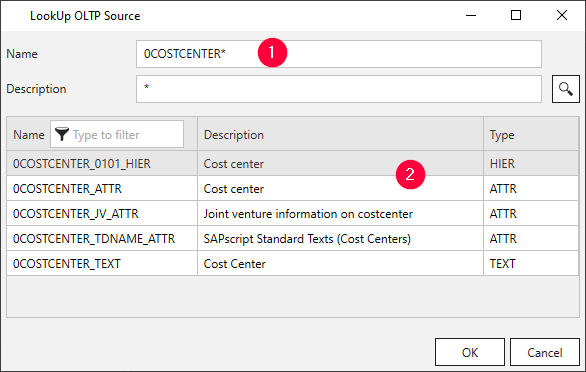 LookUp OLTP Source
Name 0COSTCENTER* 1
Description *
Name Type to filter Description Type
0COSTCENTER_0101_HIER Cost center HIER
2
0COSTCENTER_ATTR Cost center ATTR
0COSTCENTER_JV_ATTR Joint venture information on costcenter ATTR
0COSTCENTER_TDNAME_ATTR SAPscript Standard Texts (Cost Centers) ATTR
0COSTCENTER_TEXT Cost Center TEXT
OK Cancel